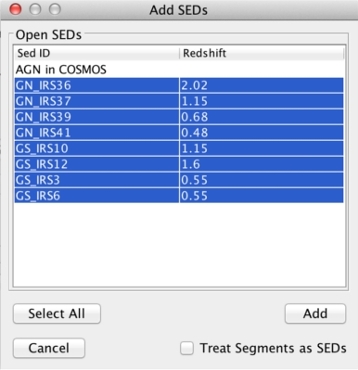 Add SEDs
Open SEDs
Sed ID Redshift
AGN in COSMOS
GN_IRS36 2.02
GN_IRS37 1.15
GN_IRS39 0.68
GN_IRS41 0.48
GS_IRS10 1.15
GS_IRS12 1.6
GS_IRS3 0.55
GS_IRS6 0.55
Select All Add
Cancel Treat Segments as SEDs